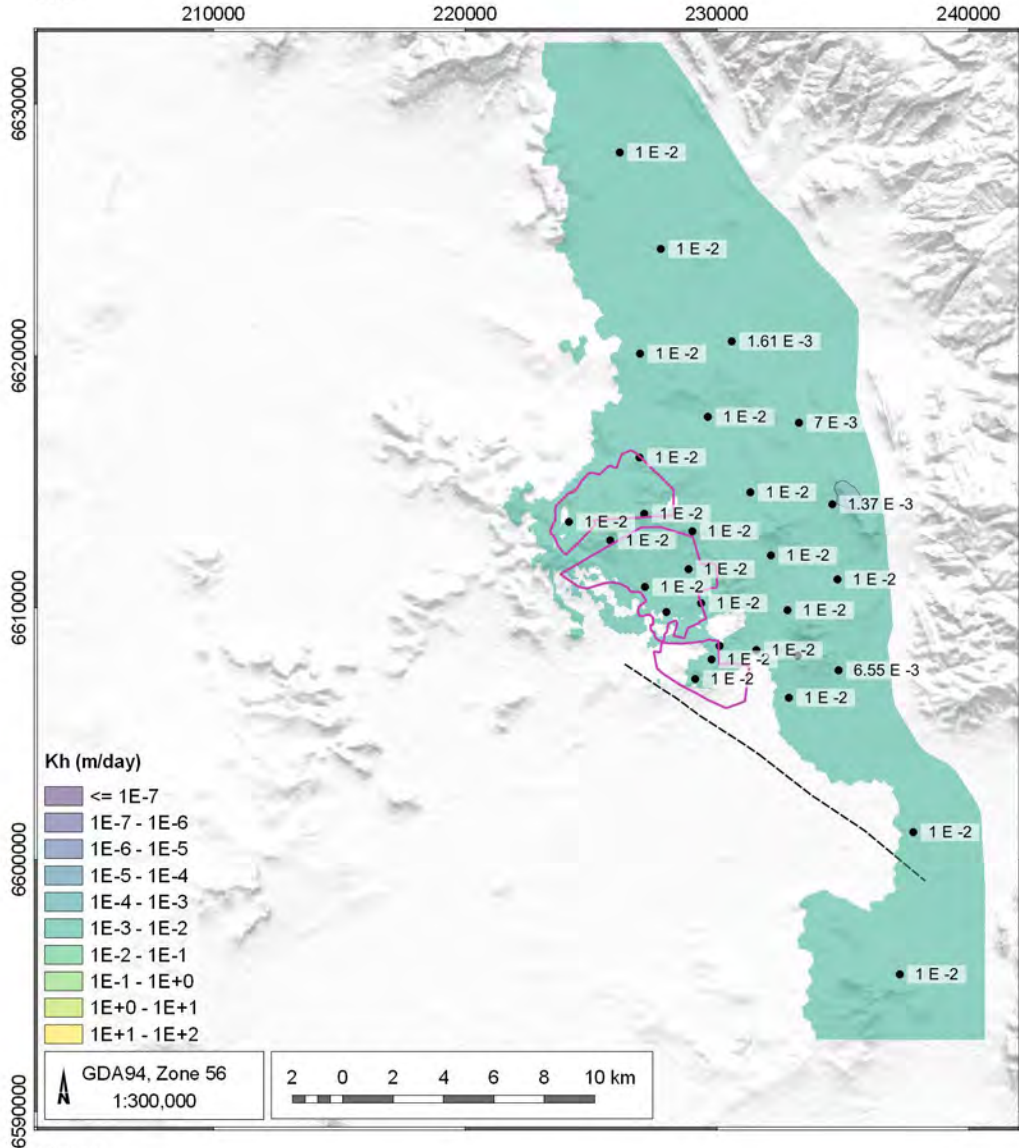 210000 220000 230000 240000
6630000
1 E -2
1 E -2
6620000
1.61 E -3
1 E -2
1 E -2
7 E -3
1 E -2
1 E -2
1.37 E -3
1 E -2
1 E -2
1 E -2
1 E -2
1 E -2
1 E -2
1 E -2
1 E -2
6610000
1 E -2
1 E -2
1 E -2
1 E -2
6.55 E -3
1 E -2
1 E -2
Kh (m/day)
<= 1E-7
1E-7 - 1E-6
1E-6 - 1E-5
1E-5 - 1E-4
1E-4 - 1E-3
1E-3 - 1E-2
1E-2 - 1E-1
1E-1 - 1E+0
1E+0 - 1E+1
1E+1 - 1E+2
1 E -2
6600000
1 E -2
N
GDA94, Zone 56
1:300,000
2 0 2 4 6 8 10 km
6590000